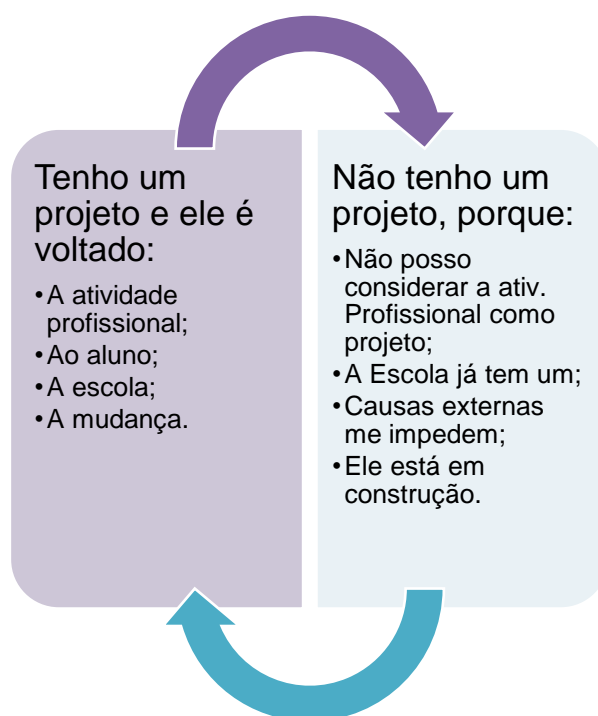 Tenho um
projeto e ele é
voltado:
•A atividade
profissional;
•Ao aluno;
•A escola;
•A mudança.
Não tenho um
projeto, porque:
•Não posso
considerar a ativ.
Profissional como
projeto;
•A Escola já tem um;
•Causas externas
me impedem;
•Ele está em
construção.